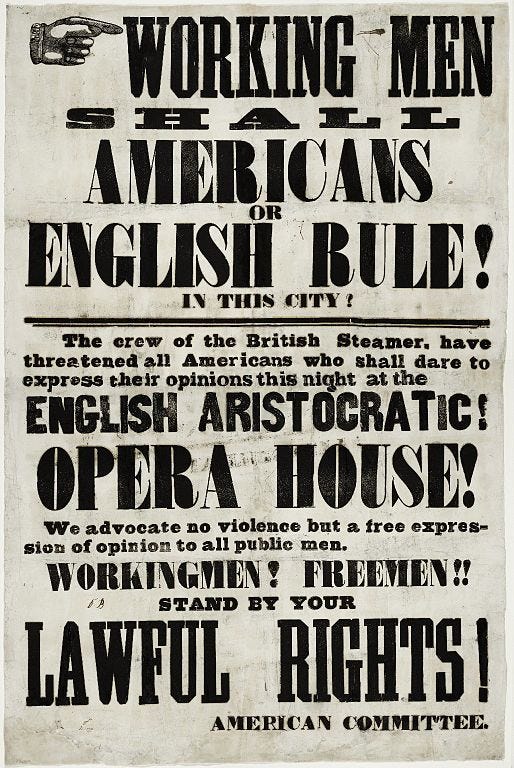 WORKING MEN
SHALL
AMERICANS
OR
ENGLISH RULE!
IN THIS CITY?
The crew of the British Steamer, have
threatened all Americans who shall dare to
express their opinions this night at the
ENGLISH ARISTOCRATIC!
OPERA HOUSE!
We advocate no violence but a free expres-
sion of opinion to all public men.
WORKINGMEN! FREEMEN!!
STAND BY YOUR
LAWFUL RIGHTS!
AMERICAN COMMITTEE.